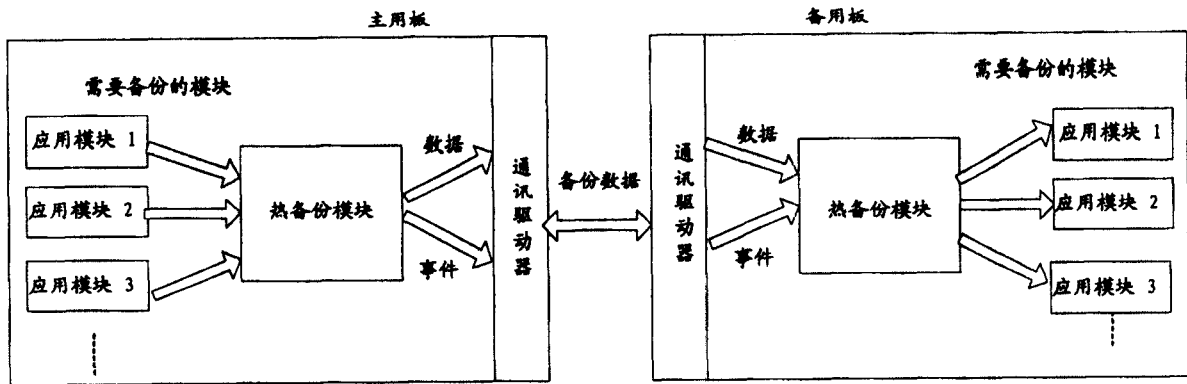 主用板
需要备份的模块
应用模块 1
应用模块 2
应用模块 3
热备份模块
数据
事件
通讯驱动器
备份数据
备用板
需要备份的模块
通讯驱动器
数据
事件
热备份模块
应用模块 1
应用模块 2
应用模块 3